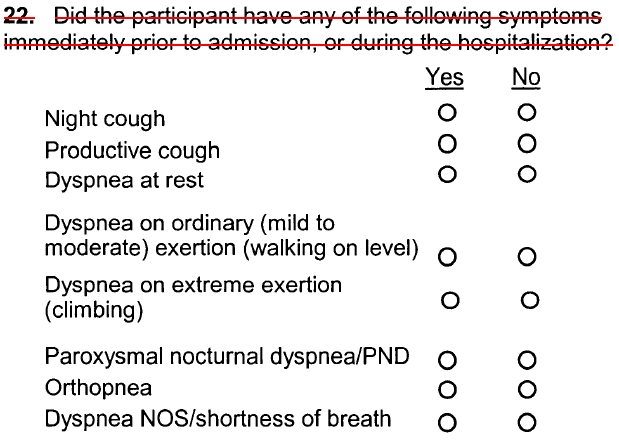 22. Did the participant have any of the following symptoms
immediately prior to admission, or during the hospitalization?
Yes No
Night cough
Productive cough
Dyspnea at rest
Dyspnea on ordinary (mild to
moderate) exertion (walking on level)
Dyspnea on extreme exertion
(climbing)
Paroxysmal nocturnal dyspnea/PND
Orthopnea
Dyspnea NOS/shortness of breath